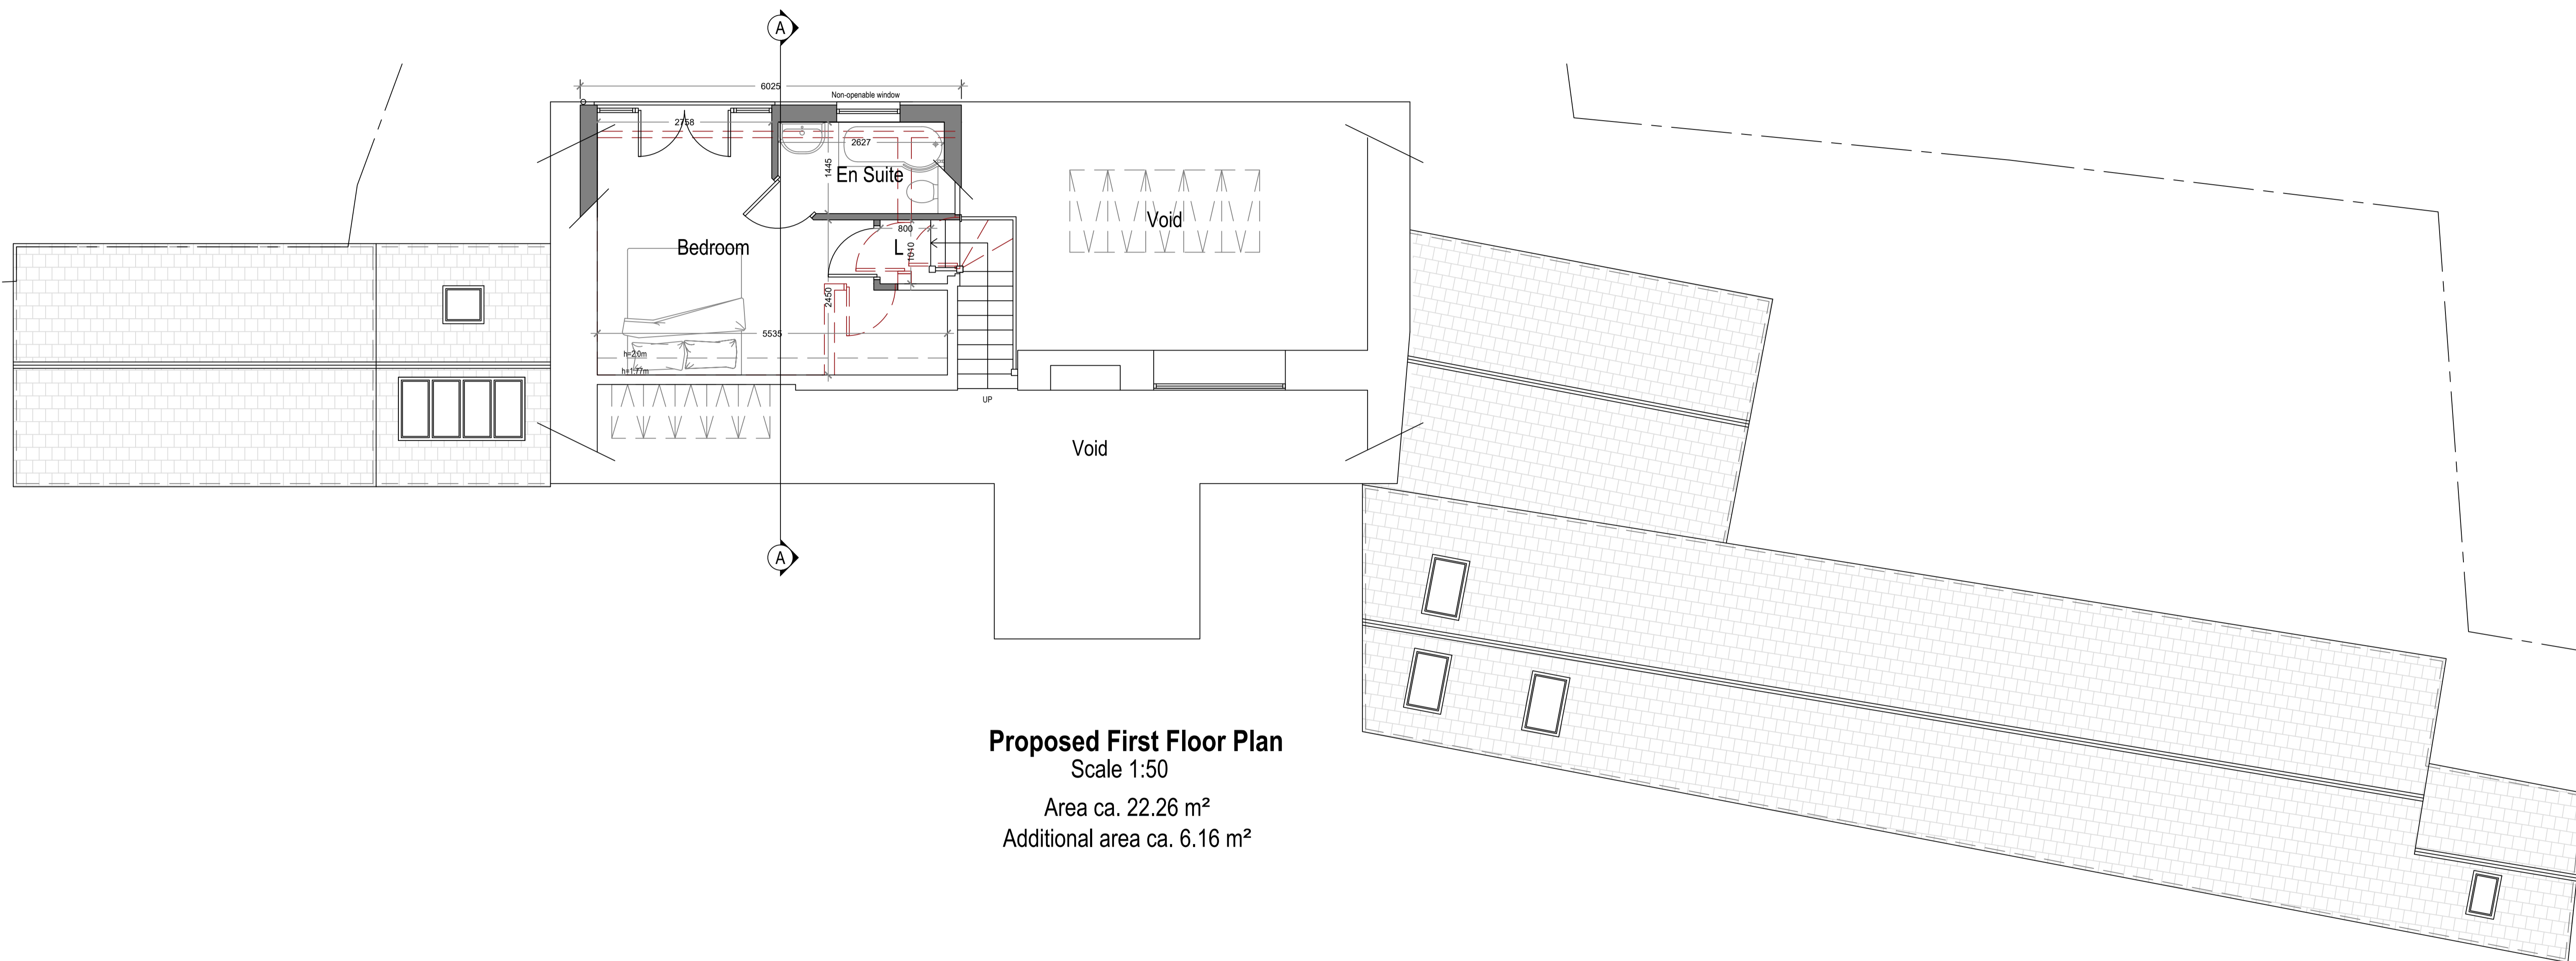 A
6025
Non-openable window
2758
2627
1445
En Suite
800
L
1010
Bedroom
Void
2450
5535
h=2.0m
h=1.77m
UP
Void
A
Proposed First Floor Plan
Scale 1:50
Area ca. 22.26 m²
Additional area ca. 6.16 m²